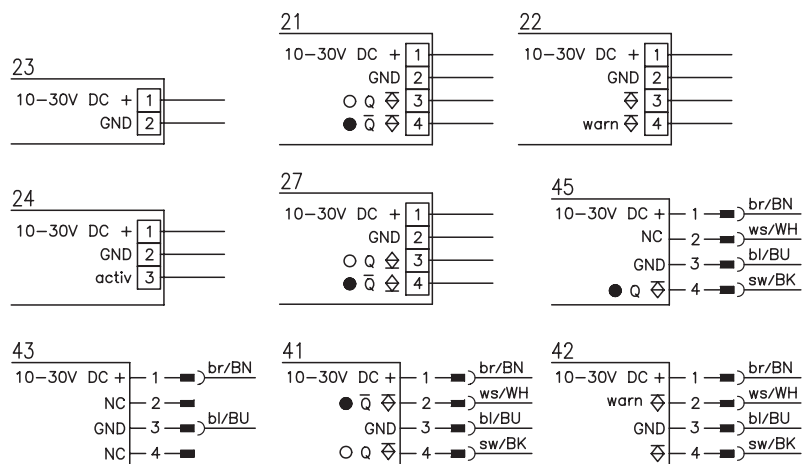 23
10–30V DC + 1
GND 2
21
10–30V DC + 1
GND 2
Q 3
Q̅ 4
22
10–30V DC + 1
GND 2
3
warn 4
24
10–30V DC + 1
GND 2
activ 3
27
10–30V DC + 1
GND 2
Q 3
Q̅ 4
45
10–30V DC + 1 br/BN
NC 2 ws/WH
GND 3 bl/BU
Q 4 sw/BK
43
10–30V DC + 1 br/BN
NC 2
GND 3 bl/BU
NC 4
41
10–30V DC + 1 br/BN
Q̅ 2 ws/WH
GND 3 bl/BU
Q 4 sw/BK
42
10–30V DC + 1 br/BN
warn 2 ws/WH
GND 3 bl/BU
4 sw/BK